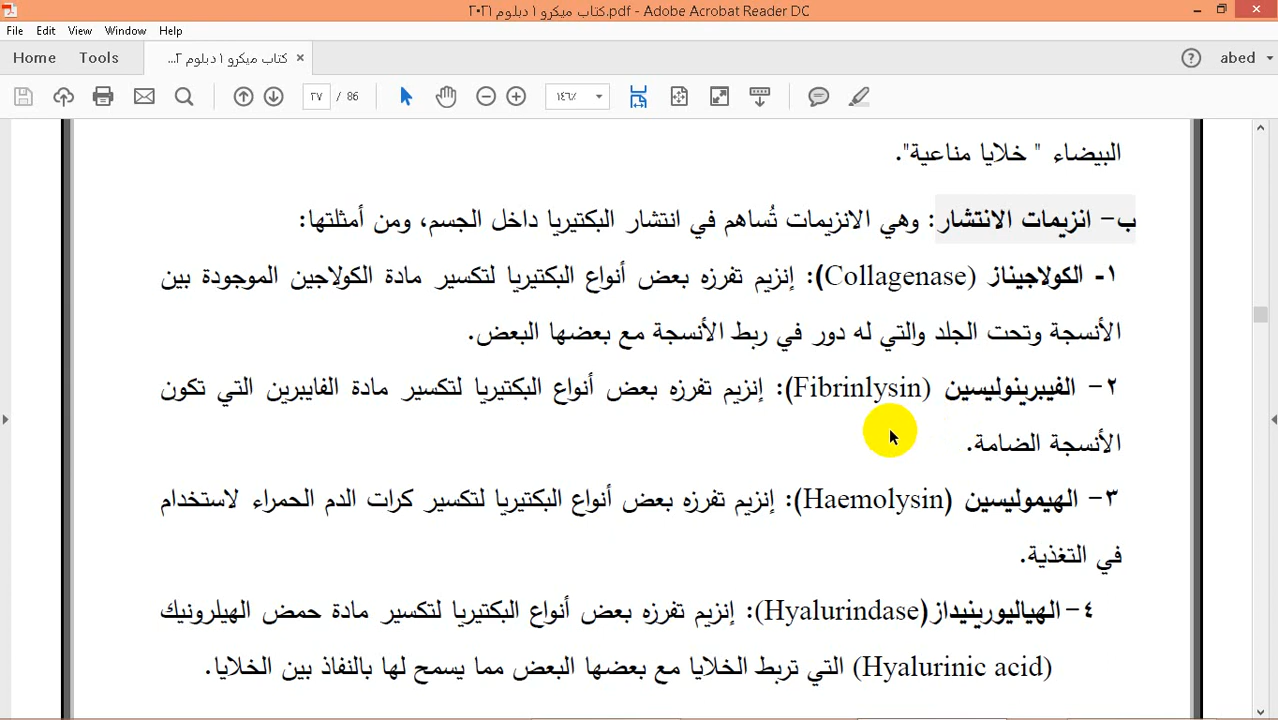 كتاب ميكرو ١ دبلوم ٢٠٢١.pdf - Adobe Acrobat Reader DC
File Edit View Window Help
Home Tools كتاب ميكرو ١ دبلوم ٢... × abed
٢٧ / 86 ١٤٦٪
البيضاء " خلايا مناعية".
ب- انزيمات الانتشار: وهي الانزيمات تُساهم في انتشار البكتيريا داخل الجسم، ومن أمثلتها:
١- الكولاجيناز (Collagenase): إنزيم تفرزه بعض أنواع البكتيريا لتكسير مادة الكولاجين الموجودة بين
الأنسجة وتحت الجلد والتي له دور في ربط الأنسجة مع بعضها البعض.
٢- الفيبرينوليسين (Fibrinlysin): إنزيم تفرزه بعض أنواع البكتيريا لتكسير مادة الفايبرين التي تكون
الأنسجة الضامة.
٣- الهيموليسين (Haemolysin): إنزيم تفرزه بعض أنواع البكتيريا لتكسير كرات الدم الحمراء لاستخدام
في التغذية.
٤- الهياليورينيداز(Hyalurindase): إنزيم تفرزه بعض أنواع البكتيريا لتكسير مادة حمض الهيلرونيك
(Hyalurinic acid) التي تربط الخلايا مع بعضها البعض مما يسمح لها بالنفاذ بين الخلايا.